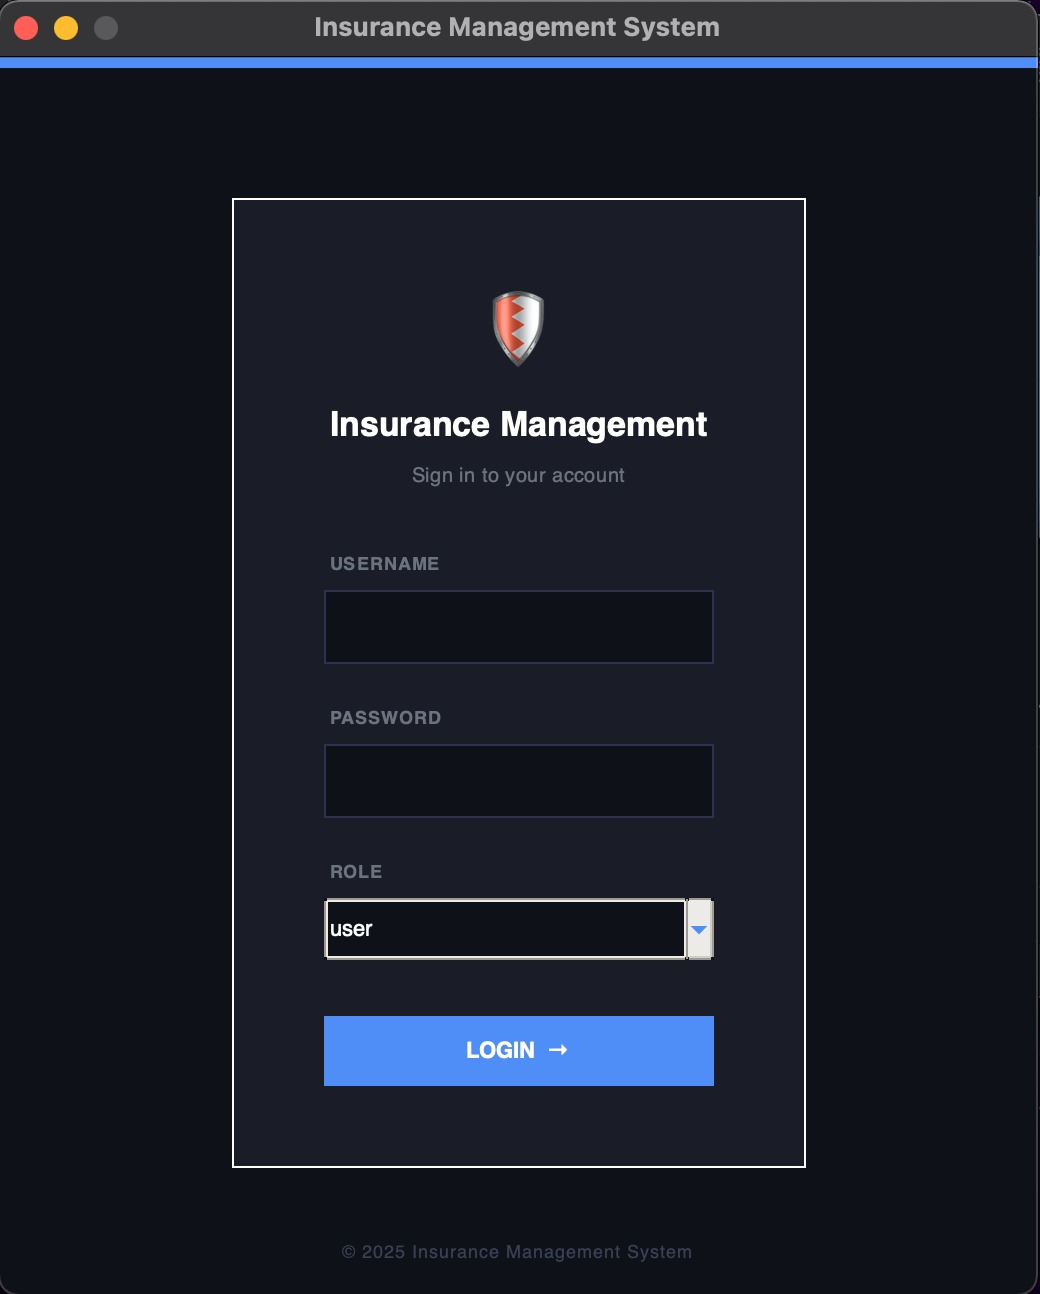 Insurance Management System
Insurance Management
Sign in to your account
USERNAME
PASSWORD
ROLE
user
LOGIN →
© 2025 Insurance Management System